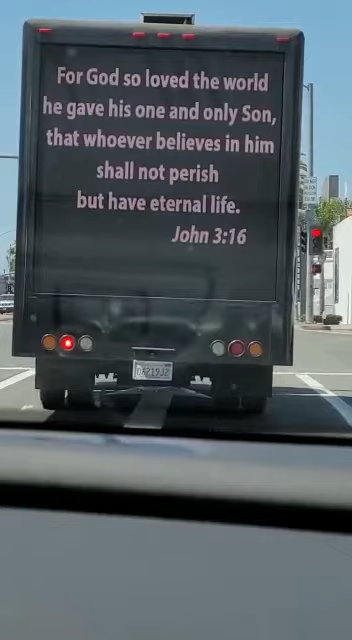 For God so loved the world
he gave his one and only Son,
that whoever believes in him
shall not perish
but have eternal life.
John 3:16